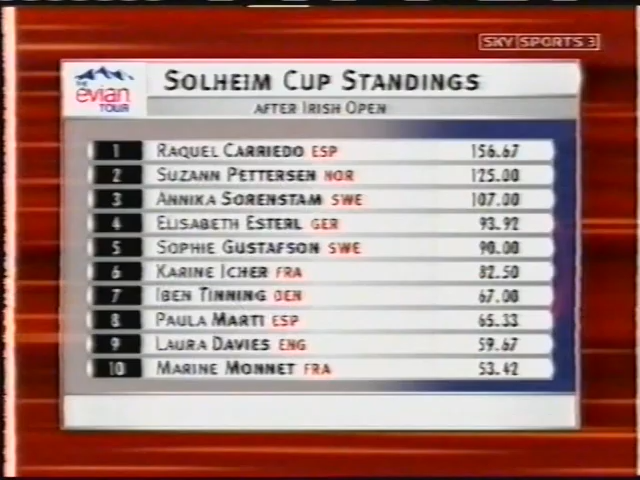 SKY SPORTS 3
THE
evian
TOUR
SOLHEIM CUP STANDINGS
AFTER IRISH OPEN
1 RAQUEL CARRIEDO ESP 156.67
2 SUZANN PETTERSEN NOR 125.00
3 ANNIKA SORENSTAM SWE 107.00
4 ELISABETH ESTERL GER 93.92
5 SOPHIE GUSTAFSON SWE 90.00
6 KARINE ICHER FRA 82.50
7 IBEN TINNING DEN 67.00
8 PAULA MARTI ESP 65.33
9 LAURA DAVIES ENG 59.67
10 MARINE MONNET FRA 53.42